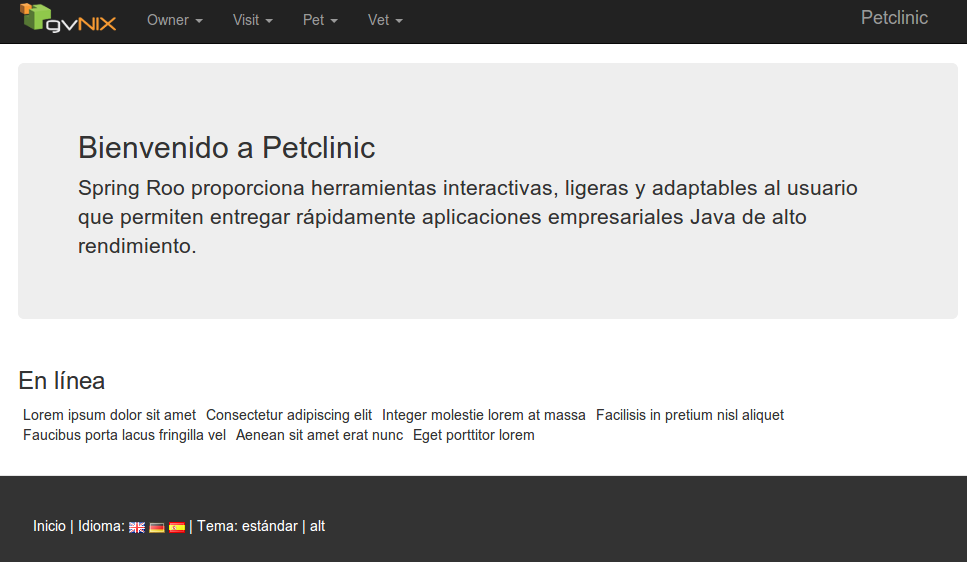 gvNIX Owner Visit Pet Vet Petclinic
Bienvenido a Petclinic
Spring Roo proporciona herramientas interactivas, ligeras y adaptables al usuario
que permiten entregar rápidamente aplicaciones empresariales Java de alto
rendimiento.
En línea
Lorem ipsum dolor sit amet Consectetur adipiscing elit Integer molestie lorem at massa Facilisis in pretium nisl aliquet
Faucibus porta lacus fringilla vel Aenean sit amet erat nunc Eget porttitor lorem
Inicio | Idioma: | Tema: estándar | alt